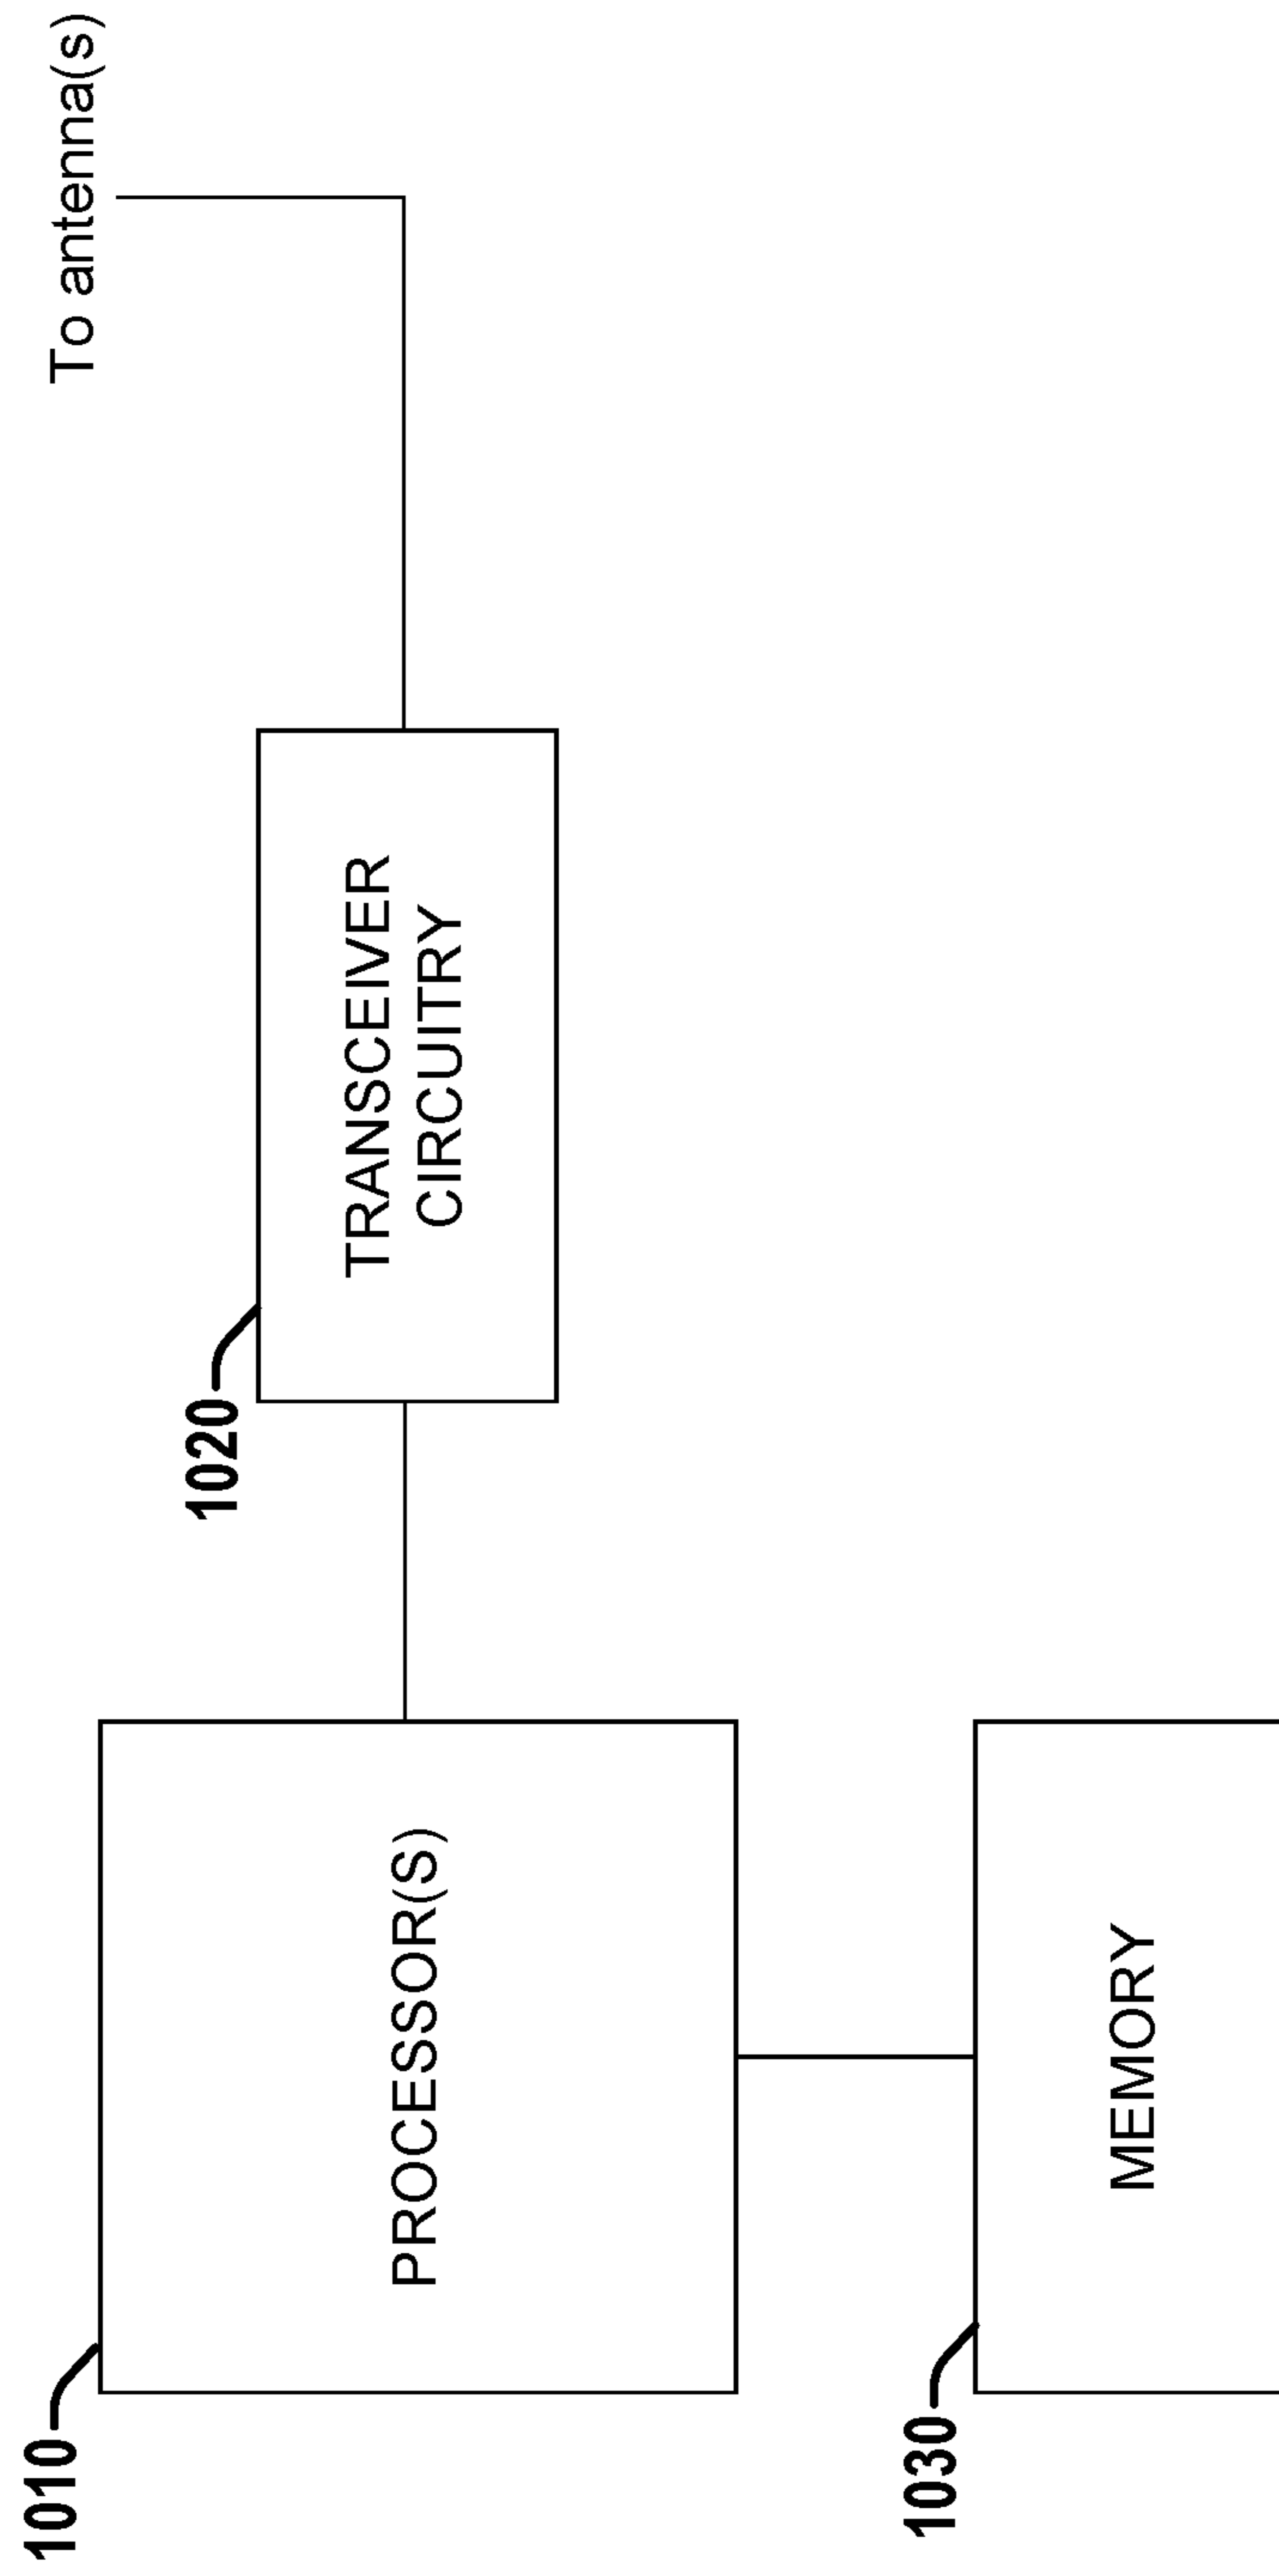 To antenna(s)
1020
TRANSCEIVER
CIRCUITRY
1010
PROCESSOR(S)
1030
MEMORY